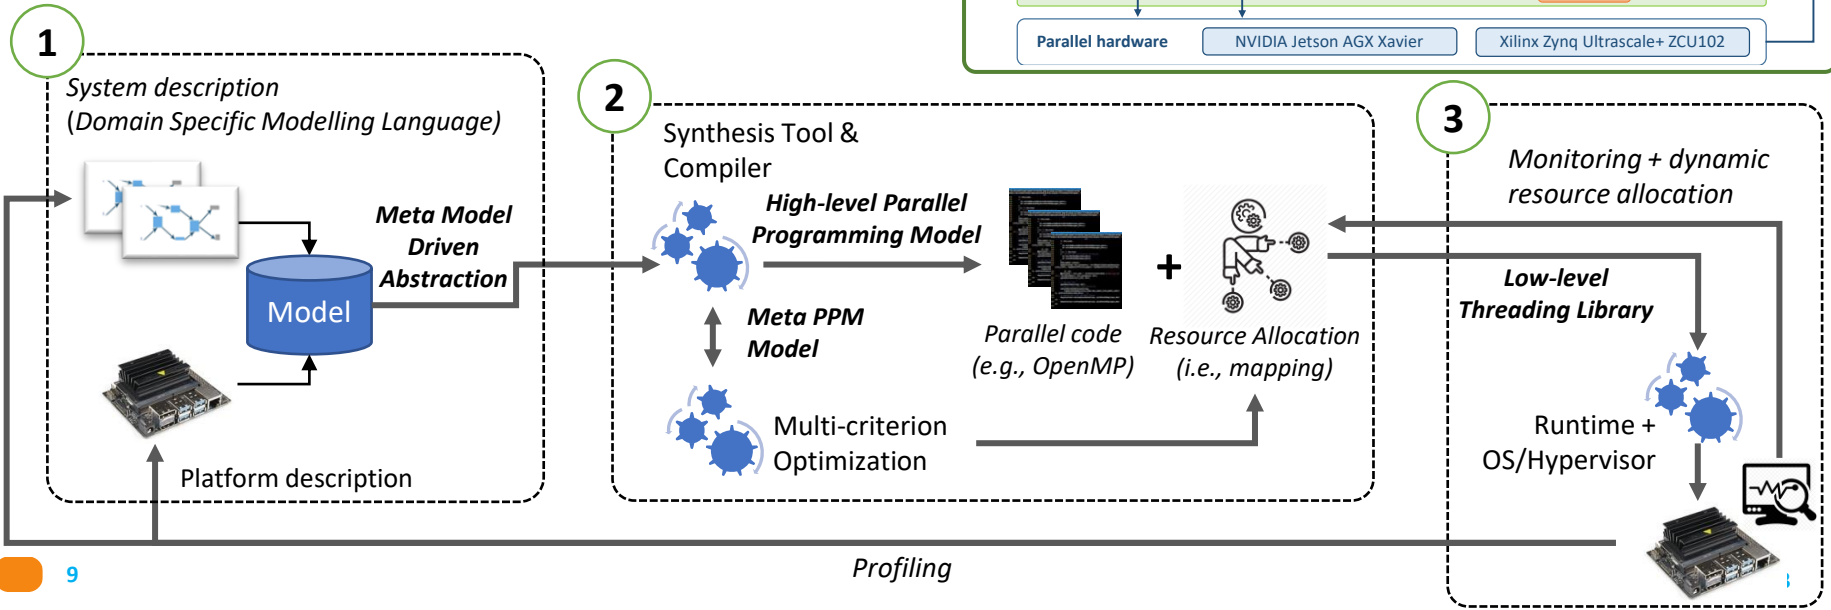 Parallel hardware
NVIDIA Jetson AGX Xavier
Xilinx Zynq Ultrascale+ ZCU102
1
System description
(Domain Specific Modelling Language)
Meta Model
Driven
Abstraction
Model
Platform description
2
Synthesis Tool &
Compiler
High-level Parallel
Programming Model
Meta PPM
Model
Multi-criterion
Optimization
+
Parallel code
(e.g., OpenMP)
Resource Allocation
(i.e., mapping)
3
Monitoring + dynamic
resource allocation
Low-level
Threading Library
Runtime +
OS/Hypervisor
Profiling
9